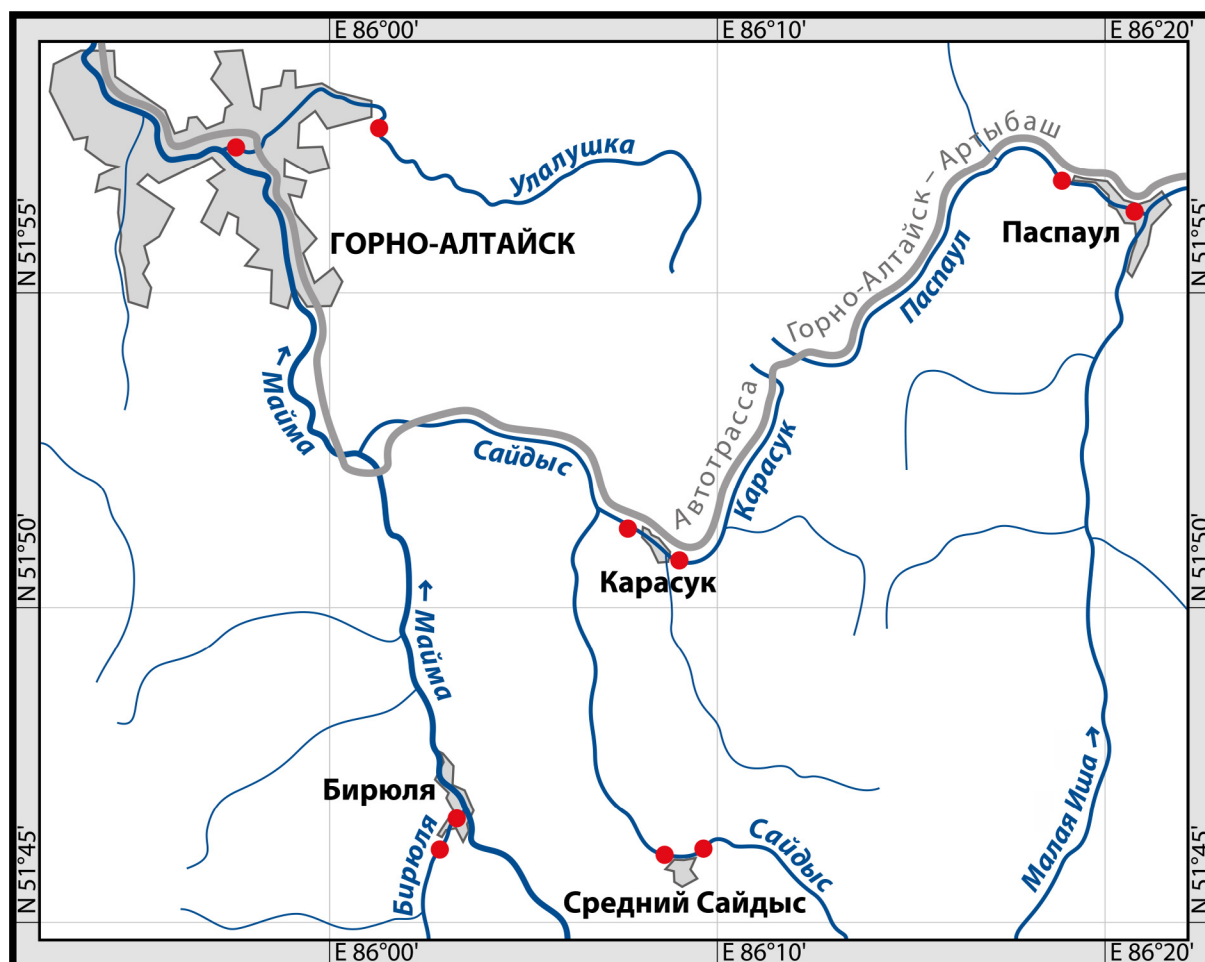 E 86°00'
E 86°10'
E 86°20'
N 51°55'
N 51°55'
Улалушка
ГОРНО-АЛТАЙСК
Паспаул
Автотрасса Горно-Алтайск – Артыбаш
Паспаул
← Майма
Сайдыс
Карасук
N 51°50'
N 51°50'
Карасук
← Майма
Бирюля
Бирюля
Малая Иша →
Сайдыс
Средний Сайдыс
N 51°45'
N 51°45'
E 86°00'
E 86°10'
E 86°20'